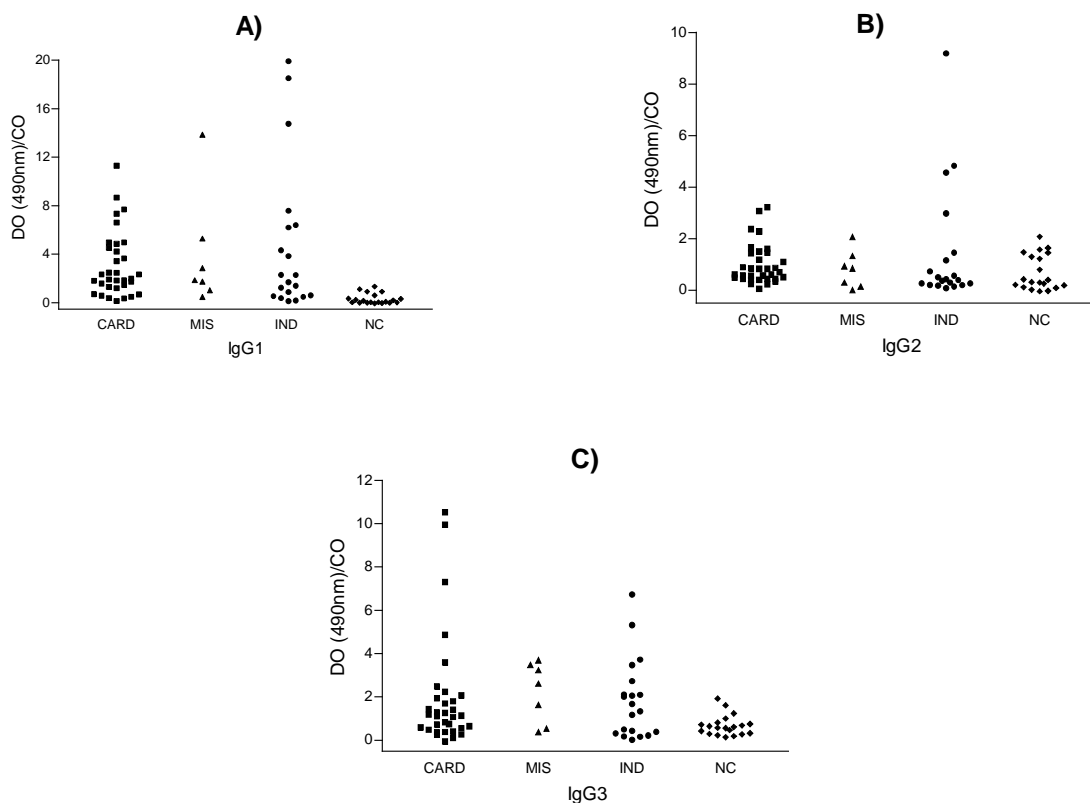 A)
DO (490nm)/CO
20
16
12
8
4
0
CARD MIS IND NC
IgG1
B)
DO (490nm)/CO
10
8
6
4
2
0
CARD MIS IND NC
IgG2
C)
DO (490nm)/CO
12
10
8
6
4
2
0
CARD MIS IND NC
IgG3